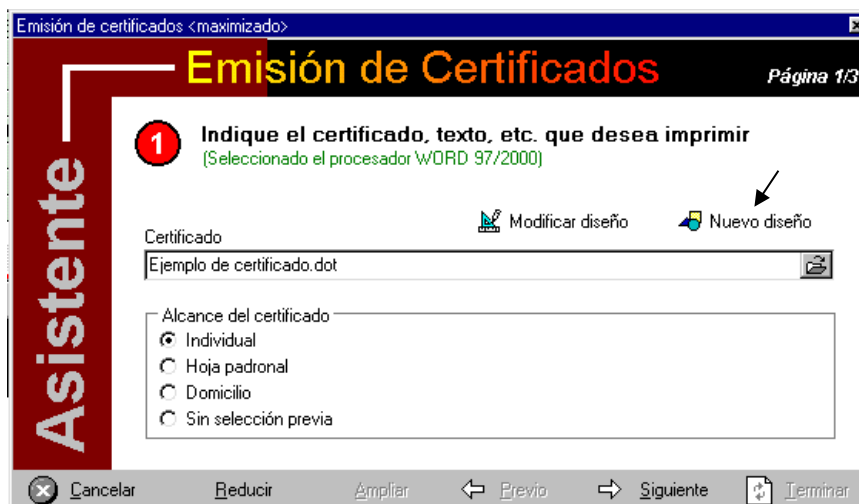 Emisión de certificados <maximizado>
Emisión de Certificados
Página 1/3
Asistente
1 Indique el certificado, texto, etc. que desea imprimir
(Seleccionado el procesador WORD 97/2000)
Modificar diseño Nuevo diseño
Certificado
Ejemplo de certificado.dot
Alcance del certificado
Individual
Hoja padronal
Domicilio
Sin selección previa
Cancelar Reducir Ampliar Previo Siguiente Terminar